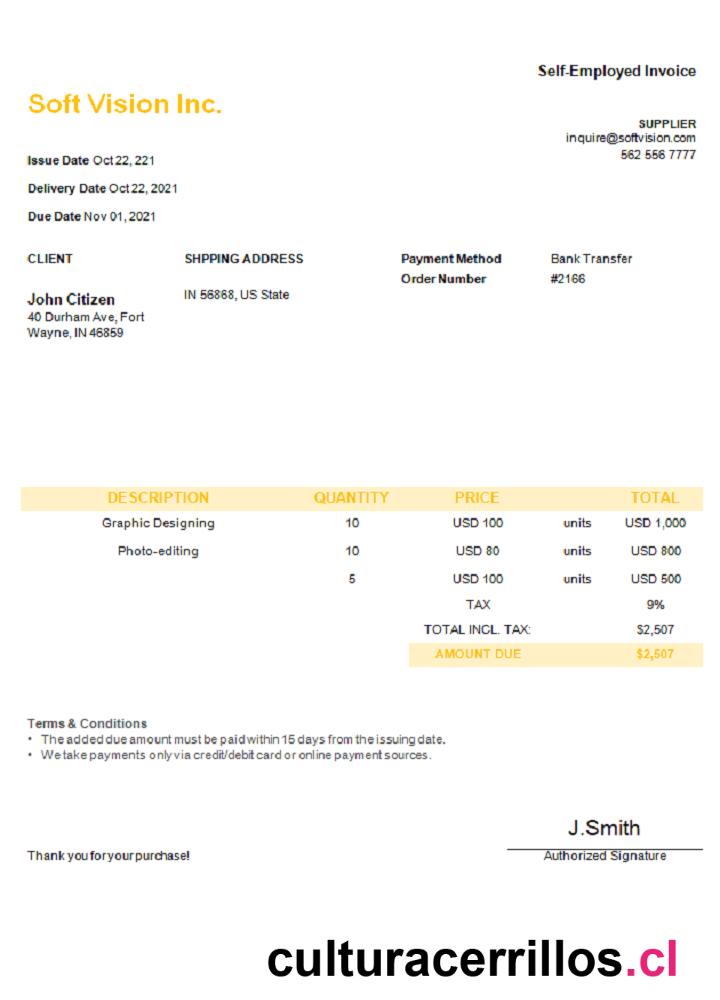 Self-Employed Invoice
Soft Vision Inc.
SUPPLIER
inquire@softvision.com
562 556 7777
Issue Date Oct 22, 221
Delivery Date Oct 22, 2021
Due Date Nov 01, 2021
CLIENT SHPPING ADDRESS Payment Method Bank Transfer
Order Number #2166
John Citizen IN 56868, US State
40 Durham Ave, Fort
Wayne, IN 46859
DESCRIPTION QUANTITY PRICE TOTAL
Graphic Designing 10 USD 100 units USD 1,000
Photo-editing 10 USD 80 units USD 800
5 USD 100 units USD 500
TAX 9%
TOTAL INCL. TAX: $2,507
AMOUNT DUE $2,507
Terms & Conditions
• The added due amount must be paid within 15 days from the issuing date.
• We take payments only via credit/debit card or online payment sources.
J.Smith
Thank you for your purchase! Authorized Signature
culturacerrillos.cl